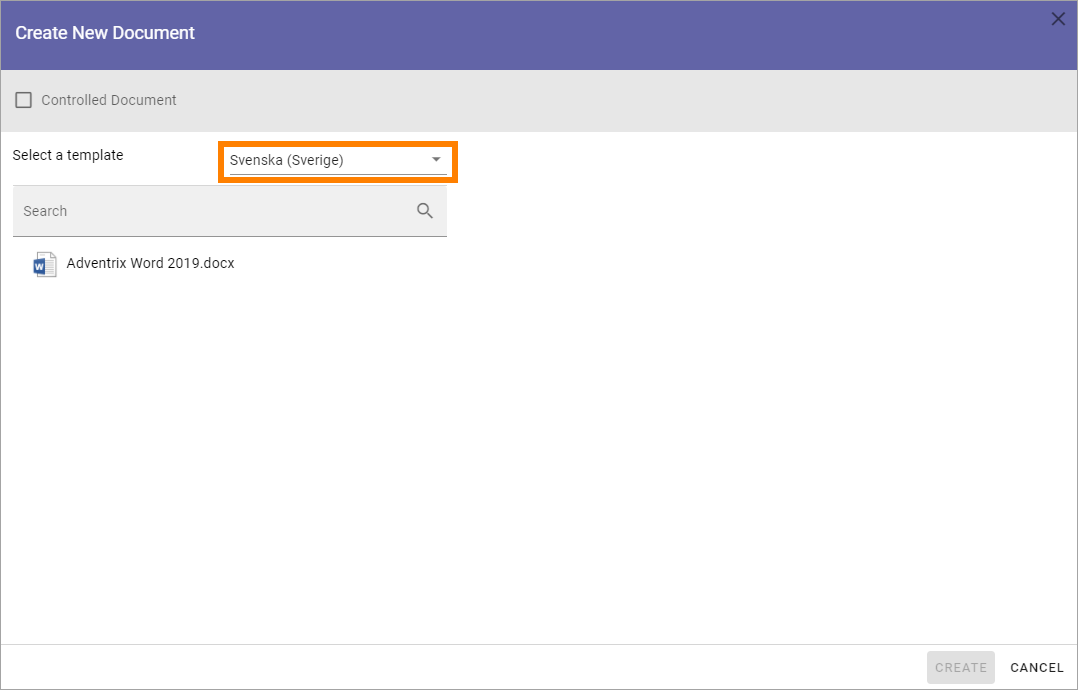 Create New Document
Controlled Document
Select a template
Svenska (Sverige)
Search
W
Adventrix Word 2019.docx
CREATE CANCEL